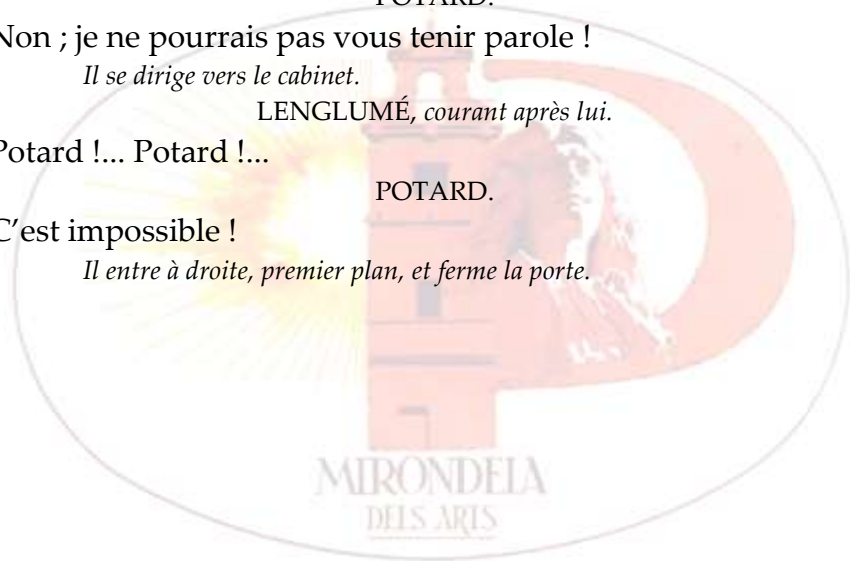 POTARD.
Non ; je ne pourrais pas vous tenir parole !
Il se dirige vers le cabinet.
LENGLUMÉ, courant après lui.
Potard !... Potard !...
POTARD.
C’est impossible !
Il entre à droite, premier plan, et ferme la porte.
MIRONDELA
DELS ARTS